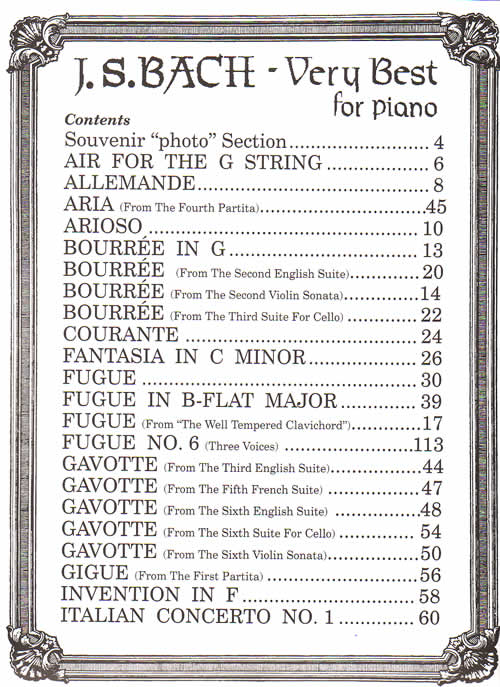 J. S. BACH - Very Best
for piano
Contents
Souvenir "photo" Section.......................... 4
AIR FOR THE G STRING ................... 6
ALLEMANDE.......................................... 8
ARIA (From The Fourth Partita)...............................45
ARIOSO .................................................. 10
BOURRÉE IN G................................... 13
BOURRÉE (From The Second English Suite).............20
BOURRÉE (From The Second Violin Sonata)..............14
BOURRÉE (From The Third Suite For Cello) ............. 22
COURANTE ........................................... 24
FANTASIA IN C MINOR.................... 26
FUGUE ................................................... 30
FUGUE IN B-FLAT MAJOR.............. 39
FUGUE (From "The Well Tempered Clavichord").............17
FUGUE NO. 6 (Three Voices) ........................113
GAVOTTE (From The Third English Suite)................44
GAVOTTE (From The Fifth French Suite) ................. 47
GAVOTTE (From The Sixth English Suite ................48
GAVOTTE (From The Sixth Suite For Cello) ............... 54
GAVOTTE (From The Sixth Violin Sonata).................50
GIGUE (From The First Partita) ............................ 56
INVENTION IN F................................ 58
ITALIAN CONCERTO NO. 1 .............. 60